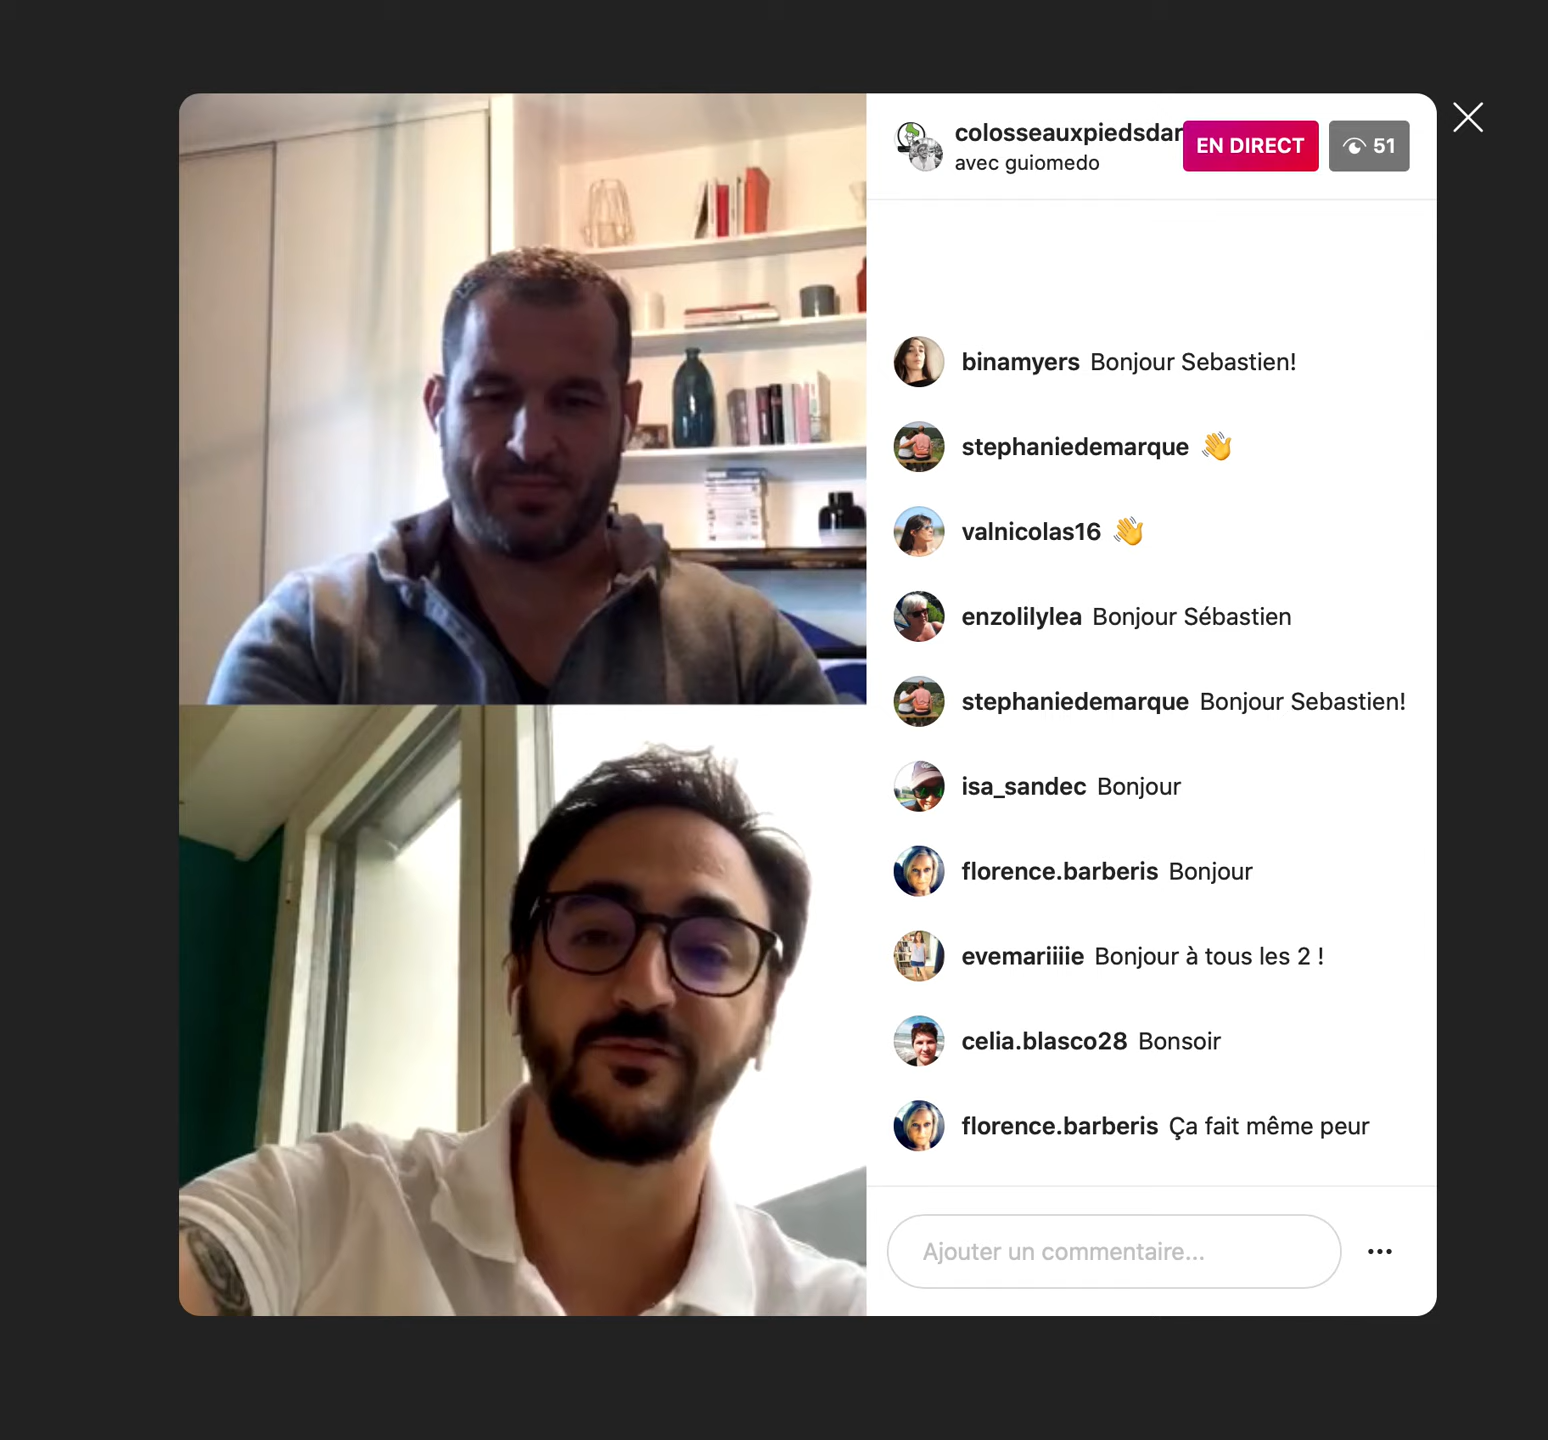 colosseauxpiedsdar
avec guiomedo
EN DIRECT
51
binamyers Bonjour Sebastien!
stephaniedemarque 👋
valnicolas16 👋
enzolilylea Bonjour Sébastien
stephaniedemarque Bonjour Sebastien!
isa_sandec Bonjour
florence.barberis Bonjour
evemariiiie Bonjour à tous les 2 !
celia.blasco28 Bonsoir
florence.barberis Ça fait même peur
Ajouter un commentaire...